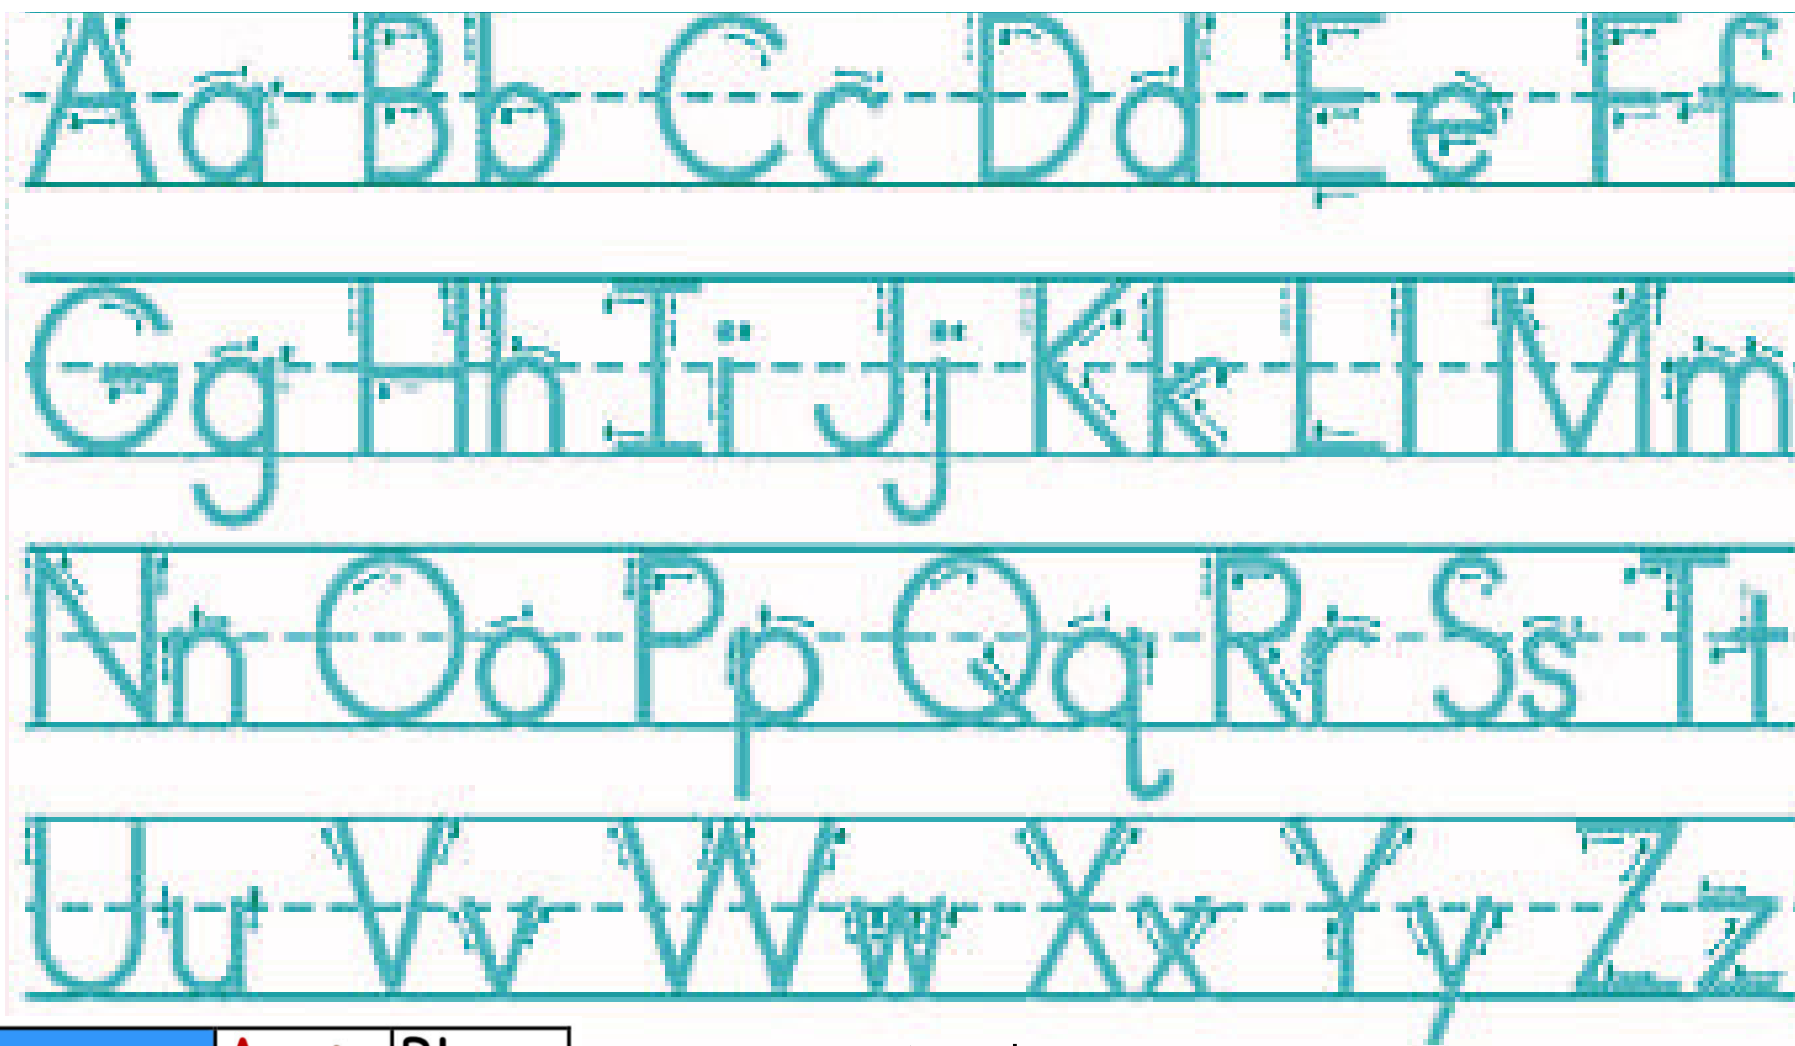 Aa Bb Cc Dd Ee Ff
Gg Hh Ii Jj Kk Ll Mm
Nn Oo Pp Qq Rr Ss Tt
Uu Vv Ww Xx Yy Zz